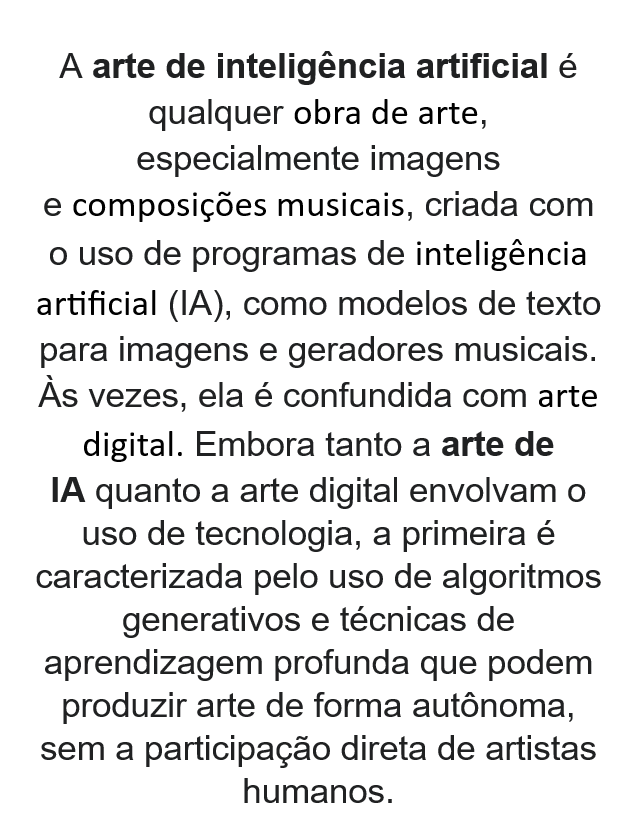 A arte de inteligência artificial é
qualquer obra de arte,
especialmente imagens
e composições musicais, criada com
o uso de programas de inteligência
artificial (IA), como modelos de texto
para imagens e geradores musicais.
Às vezes, ela é confundida com arte
digital. Embora tanto a arte de
IA quanto a arte digital envolvam o
uso de tecnologia, a primeira é
caracterizada pelo uso de algoritmos
generativos e técnicas de
aprendizagem profunda que podem
produzir arte de forma autônoma,
sem a participação direta de artistas
humanos.